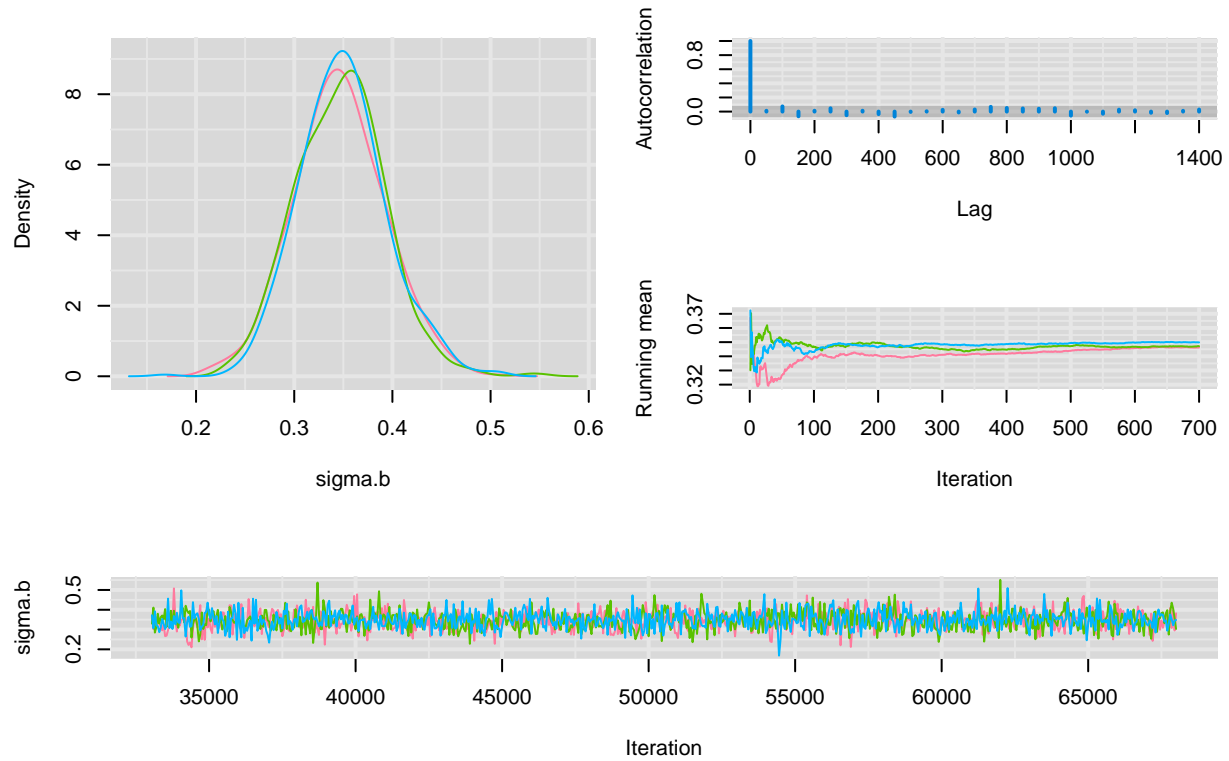 Density
0 2 4 6 8
0.2 0.3 0.4 0.5 0.6
sigma.b
Autocorrelation
0.0 0.8
0 200 400 600 800 1000 1400
Lag
Running mean
0.32 0.37
0 100 200 300 400 500 600 700
Iteration
sigma.b
0.2 0.55
35000 40000 45000 50000 55000 60000 65000
Iteration